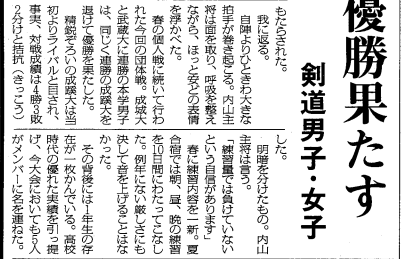 優勝果たす
剣道男子・女子
もたらされた。
我に返る。
自陣よりひときわ大きな
拍手が巻き起こる。内山主
将は面を取り、呼吸を整え
ながら、ほっと安どの表情
を浮かべた。
春の個人戦に続いて行わ
れた今回の団体戦。成城大
と武蔵大に連勝の本学男子
は、同じく連勝の成蹊大を
退けて優勝を果たした。
精鋭ぞろいの成蹊大は当
初よりライバルと目され、
事実、対戦成績は4勝3敗
2分けと拮抗（きっこう）
した。
明暗を分けたもの。内山
主将は言う。
「練習量では負けていない
という自信があります」
春に練習内容を一新。夏
合宿では朝、昼、晩の練習
を10日間にわたってこなし
た。例年にない厳しさにも
決して音を上げることはな
かった。
その背後には1年生の存
在が一枚かんでいる。高校
時代の優れた実績を引っ提
げ、今大会においても5人
がメンバーに名を連ねた。